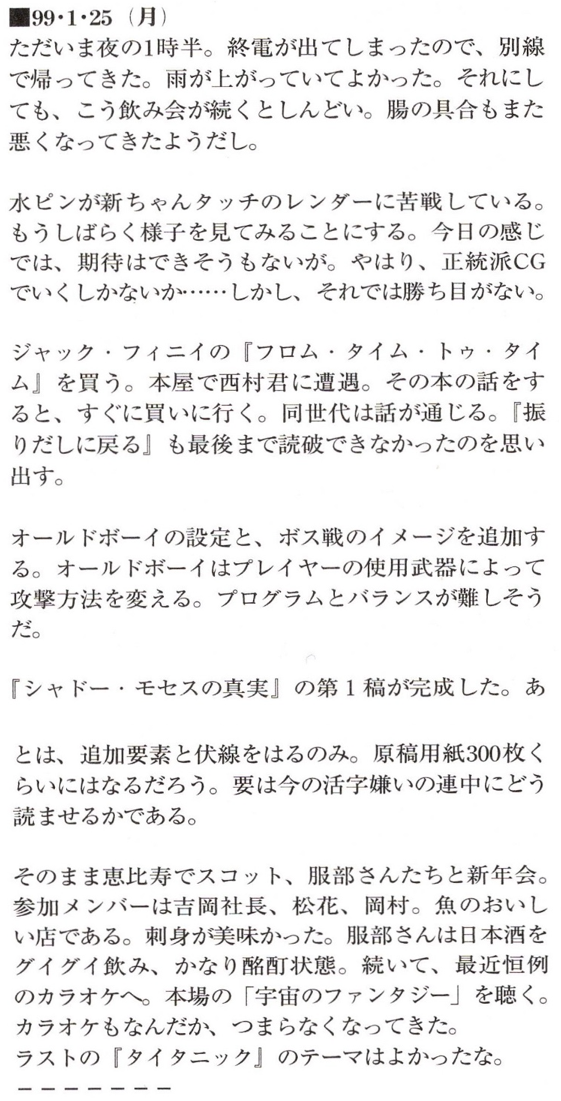 ■99・1・25（月）
ただいま夜の1時半。終電が出てしまったので、別線
で帰ってきた。雨が上がっていてよかった。それにし
ても、こう飲み会が続くとしんどい。腸の具合もまた
悪くなってきたようだし。
水ピンが新ちゃんタッチのレンダーに苦戦している。
もうしばらく様子を見てみることにする。今日の感じ
では、期待はできそうもないが。やはり、正統派CG
でいくしかないか……しかし、それでは勝ち目がない。
ジャック・フィニイの『フロム・タイム・トゥ・タイ
ム』を買う。本屋で西村君に遭遇。その本の話をす
ると、すぐに買いに行く。同世代は話が通じる。『振
りだしに戻る』も最後まで読破できなかったのを思い
出す。
オールドボーイの設定と、ボス戦のイメージを追加す
る。オールドボーイはプレイヤーの使用武器によって
攻撃方法を変える。プログラムとバランスが難しそう
だ。
『シャドー・モセスの真実』の第1稿が完成した。あ
とは、追加要素と伏線をはるのみ。原稿用紙300枚く
らいにはなるだろう。要は今の活字嫌いの連中にどう
読ませるかである。
そのまま恵比寿でスコット、服部さんたちと新年会。
参加メンバーは吉岡社長、松花、岡村。魚のおいし
い店である。刺身が美味かった。服部さんは日本酒を
グイグイ飲み、かなり酩酊状態。続いて、最近恒例
のカラオケへ。本場の「宇宙のファンタジー」を聴く。
カラオケもなんだか、つまらなくなってきた。
ラストの『タイタニック』のテーマはよかったな。
－－－－－－－